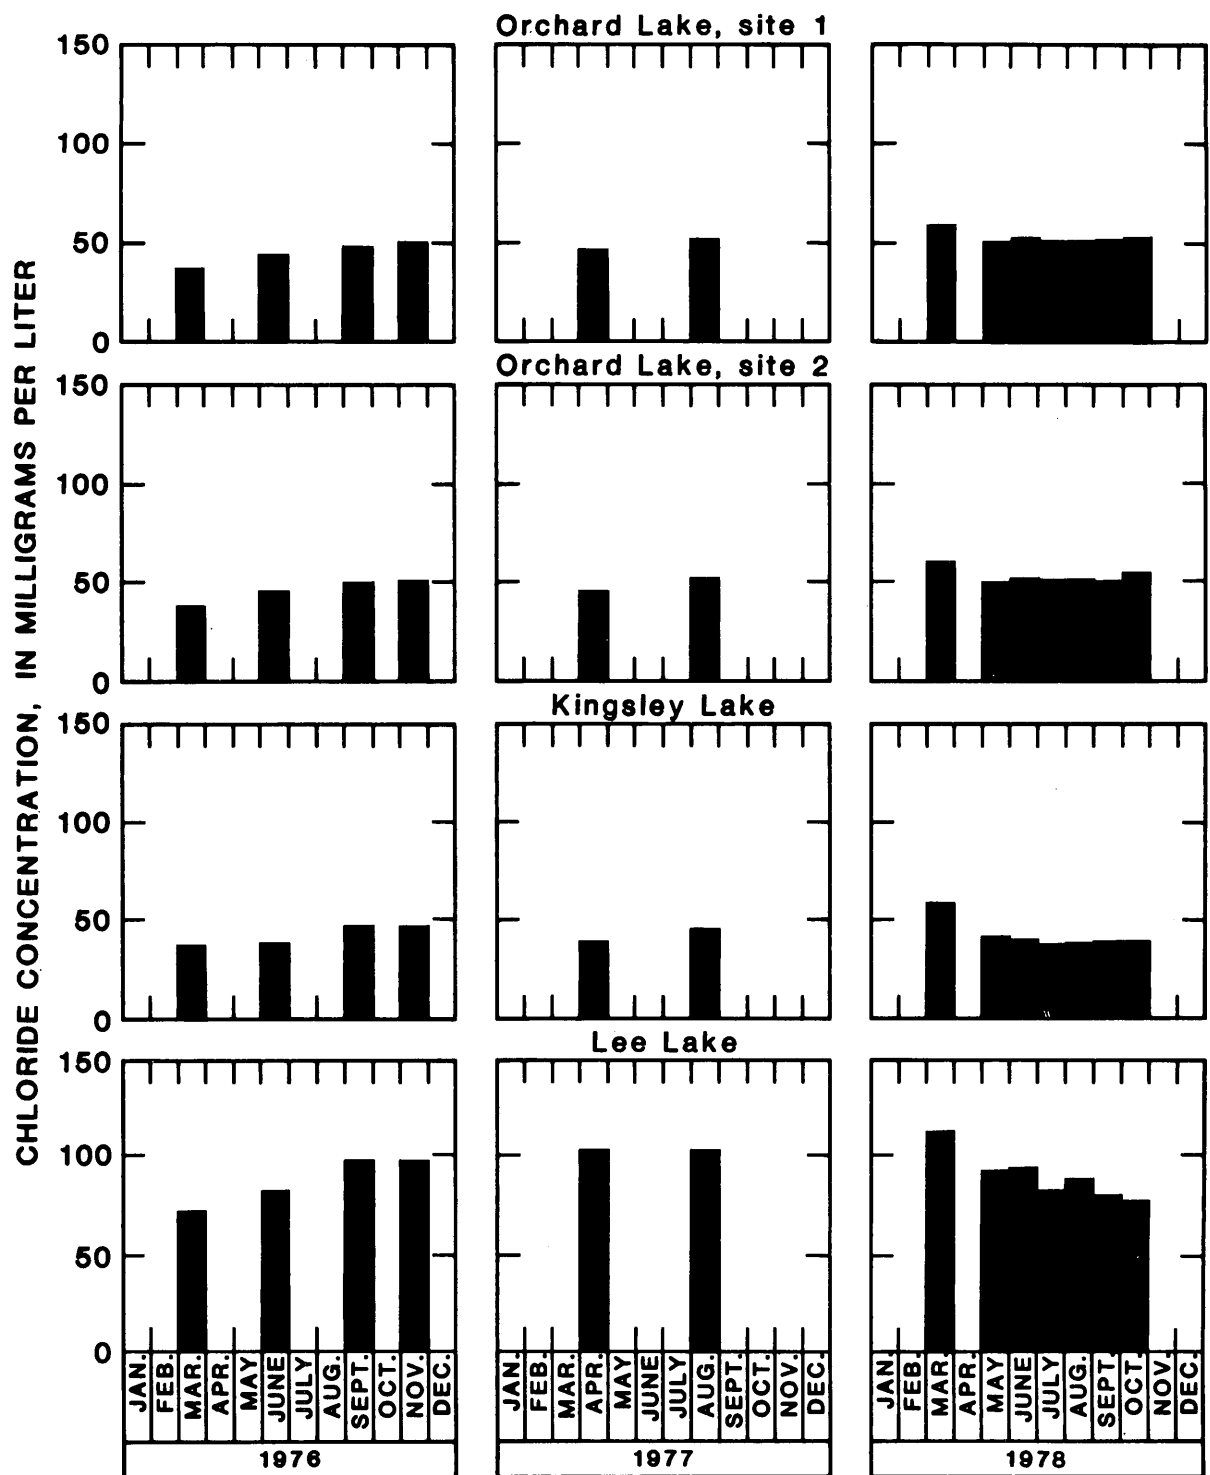 Orchard Lake, site 1
150
100
50
0
Orchard Lake, site 2
150
100
50
0
Kingsley Lake
150
100
50
0
Lee Lake
150
100
50
0
CHLORIDE CONCENTRATION, IN MILLIGRAMS PER LITER
JAN. FEB. MAR. APR. MAY JUNE JULY AUG. SEPT. OCT. NOV. DEC.
JAN. FEB. MAR. APR. MAY JUNE JULY AUG. SEPT. OCT. NOV. DEC.
JAN. FEB. MAR. APR. MAY JUNE JULY AUG. SEPT. OCT. NOV. DEC.
1976 1977 1978